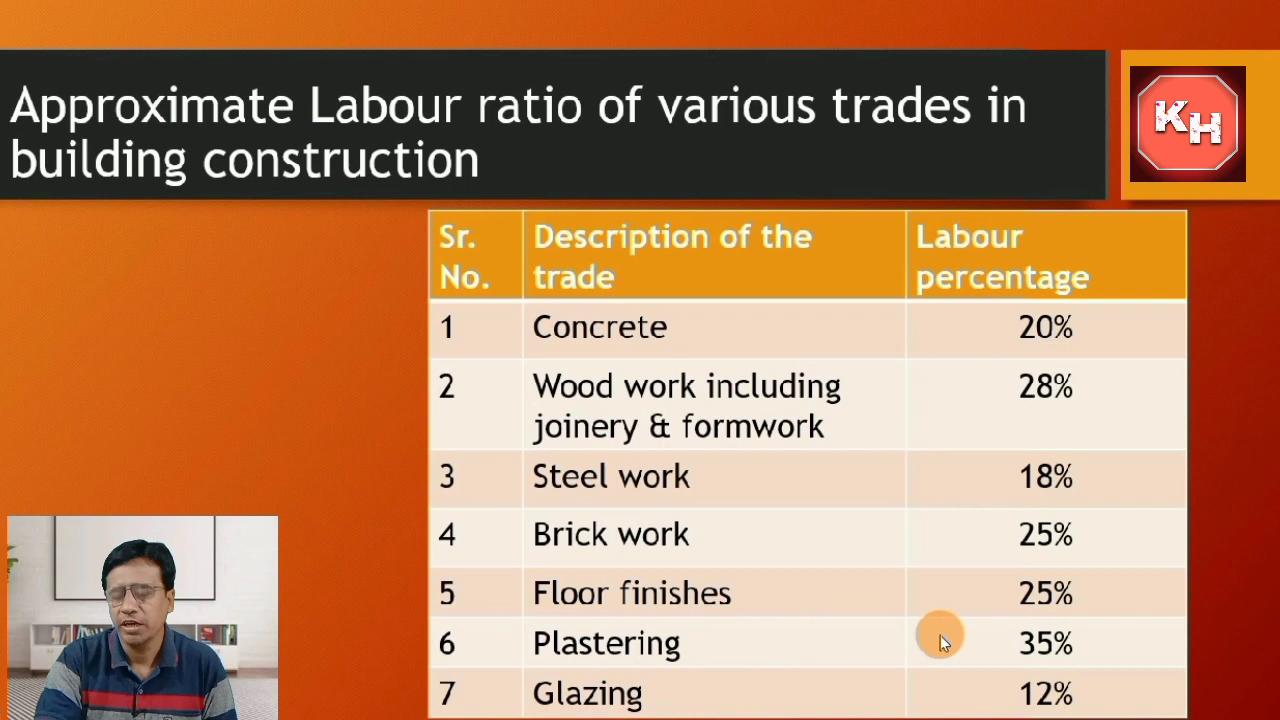 Approximate Labour ratio of various trades in
building construction
KH
Sr. No. Description of the trade Labour percentage
1 Concrete 20%
2 Wood work including joinery & formwork 28%
3 Steel work 18%
4 Brick work 25%
5 Floor finishes 25%
6 Plastering 35%
7 Glazing 12%